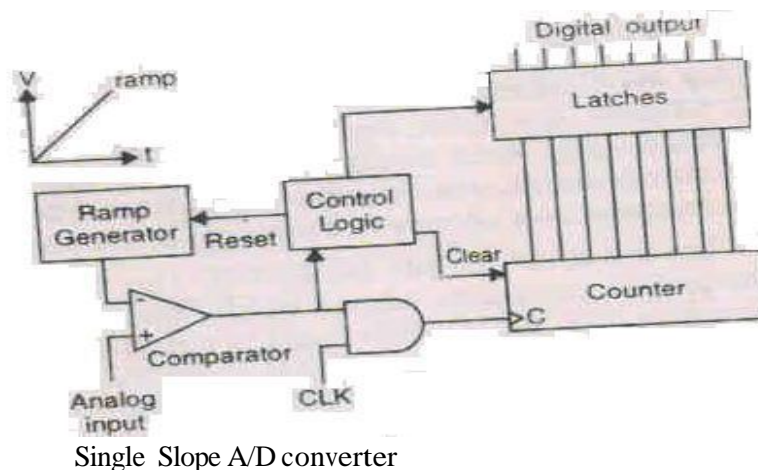 Digital output
V
ramp
t
Latches
Ramp
Generator
Reset
Control
Logic
Clear
Counter
C
-
+
Comparator
Analog
input
CLK
Single Slope A/D converter